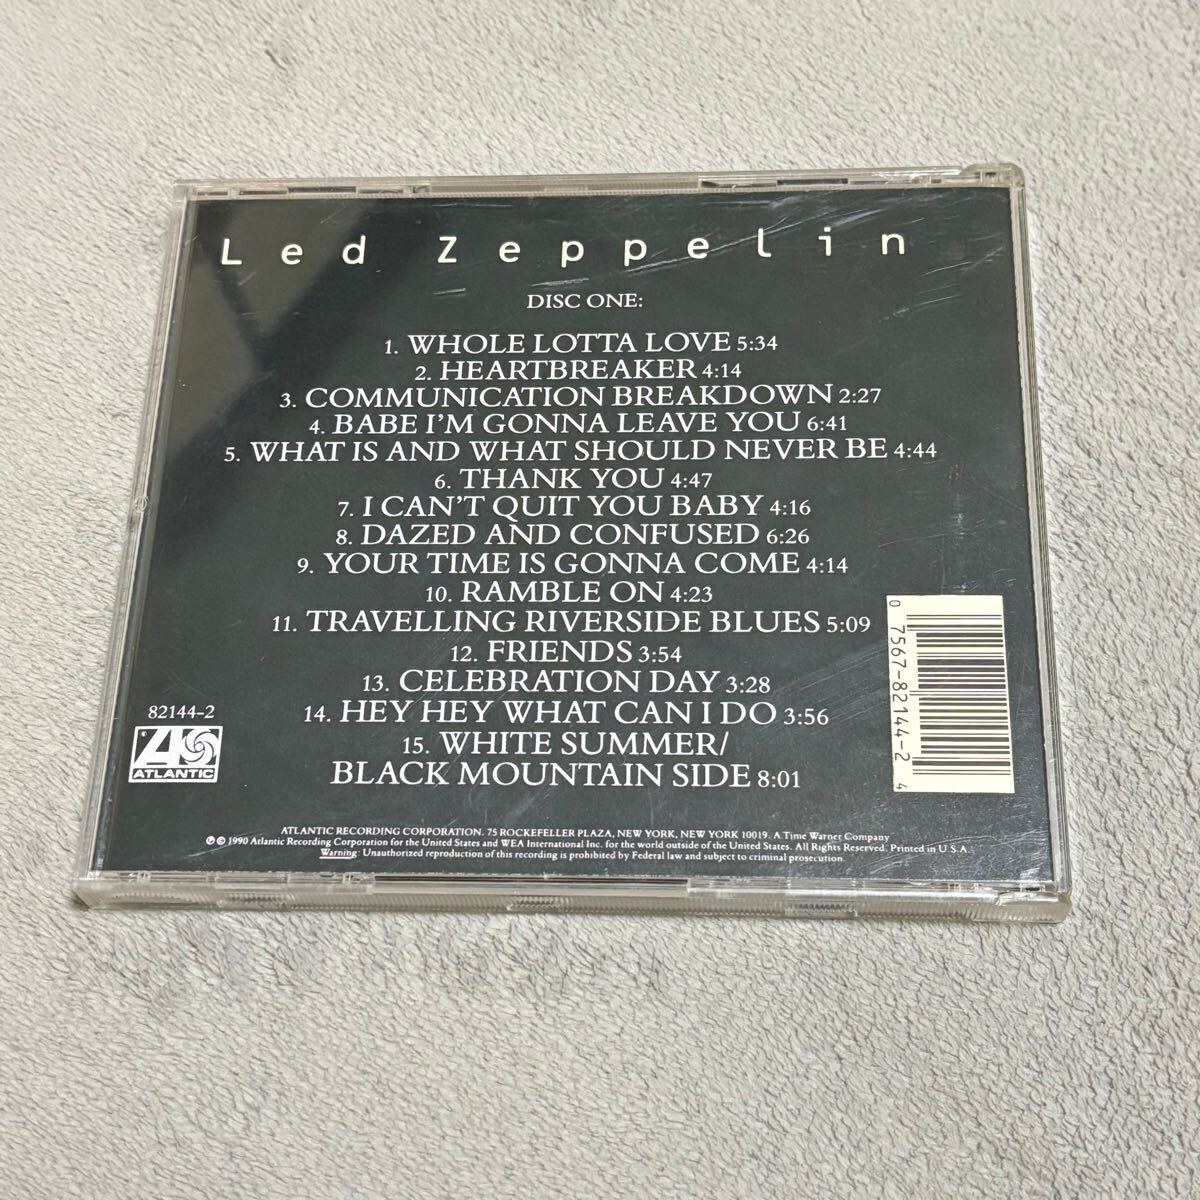 Led Zeppelin
DISC ONE:
1. WHOLE LOTTA LOVE 5:34
2. HEARTBREAKER 4:14
3. COMMUNICATION BREAKDOWN 2:27
4. BABE I'M GONNA LEAVE YOU 6:41
5. WHAT IS AND WHAT SHOULD NEVER BE 4:44
6. THANK YOU 4:47
7. I CAN'T QUIT YOU BABY 4:16
8. DAZED AND CONFUSED 6:26
9. YOUR TIME IS GONNA COME 4:14
10. RAMBLE ON 4:23
11. TRAVELLING RIVERSIDE BLUES 5:09
12. FRIENDS 3:54
13. CELEBRATION DAY 3:28
14. HEY HEY WHAT CAN I DO 3:56
15. WHITE SUMMER/
BLACK MOUNTAIN SIDE 8:01
82144-2
ATLANTIC
0 7567-82144-2 4
ATLANTIC RECORDING CORPORATION. 75 ROCKEFELLER PLAZA, NEW YORK, NEW YORK 10019. A Time Warner Company
℗ © 1990 Atlantic Recording Corporation for the United States and WEA International Inc. for the world outside of the United States. All Rights Reserved. Printed in U.S.A.
Warning: Unauthorized reproduction of this recording is prohibited by Federal law and subject to criminal prosecution.